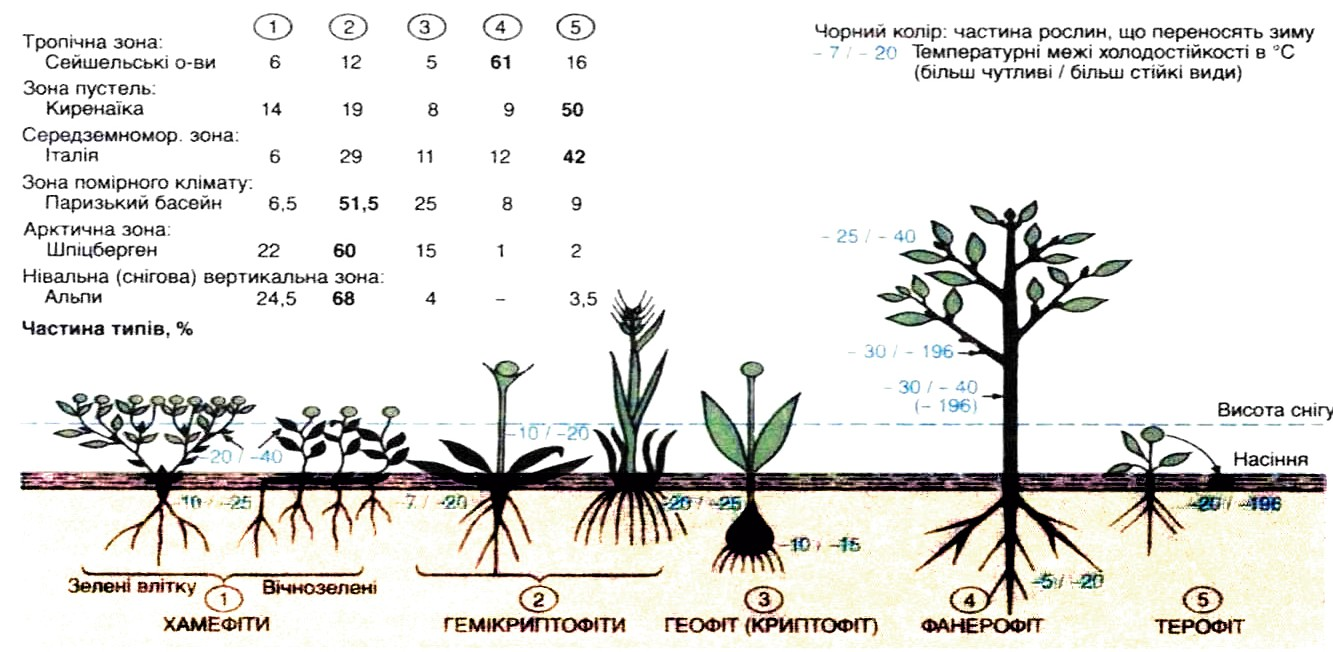 1 2 3 4 5
Тропічна зона:
Сейшельські о-ви 6 12 5 61 16
Зона пустель:
Киренаїка 14 19 8 9 50
Середземномор. зона:
Італія 6 29 11 12 42
Зона помірного клімату:
Паризький басейн 6,5 51,5 25 8 9
Арктична зона:
Шпіцберген 22 60 15 1 2
Нівальна (снігова) вертикальна зона:
Альпи 24,5 68 4 – 3,5
Частина типів, %
Чорний колір: частина рослин, що переносять зиму
– 7 / – 20 Температурні межі холодостійкості в °С
(більш чутливі / більш стійкі види)
– 25 / – 40
– 30 / – 196
– 30 / – 40
(– 196)
Висота снігу
–10 / –20
–20 / –40
Насіння
–10 / –25
–7 / –20
–20 / –25
–20 / –196
–10 / –15
–5 / –20
Зелені влітку Вічнозелені
1 2 3 4 5
ХАМЕФІТИ ГЕМІКРИПТОФІТИ ГЕОФІТ (КРИПТОФІТ) ФАНЕРОФІТ ТЕРОФІТ